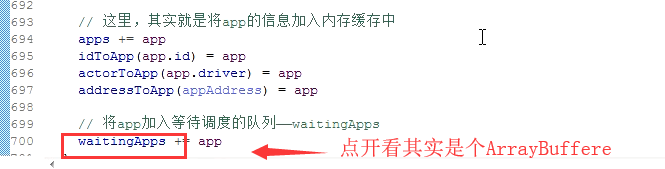 692
693 // 这里，其实就是将app的信息加入内存缓存中
694 apps += app
695 idToApp(app.id) = app
696 actorToApp(app.driver) = app
697 addressToApp(appAddress) = app
698
699 // 将app加入等待调度的队列——waitingApps
700 waitingApps += app
点开看其实是个ArrayBuffere